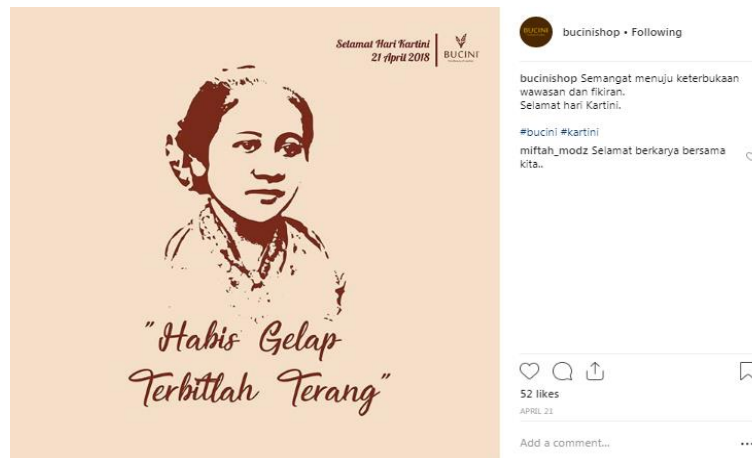 Selamat Hari Kartini
21 April 2018
BUCINI
"Habis Gelap
Terbitlah Terang"
BUCINI
bucinishop • Following
bucinishop Semangat menuju keterbukaan
wawasan dan fikiran.
Selamat hari Kartini.
#bucini #kartini
miftah_modz Selamat berkarya bersama
kita..
52 likes
APRIL 21
Add a comment...